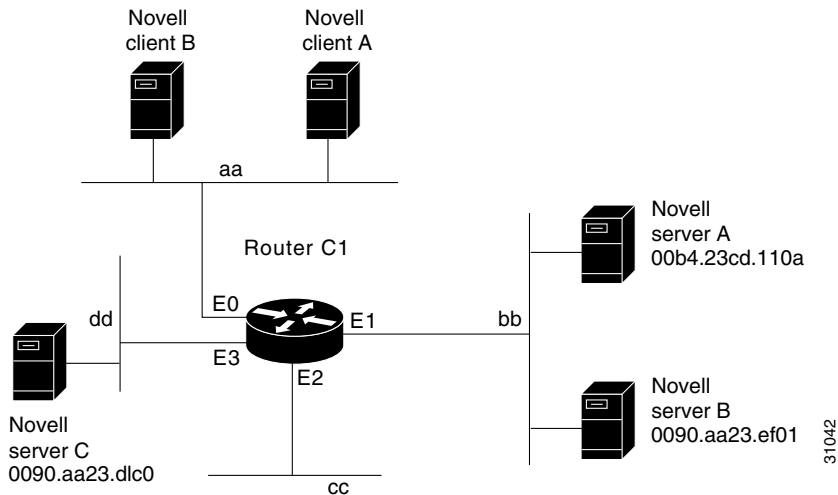 Novell
client B
Novell
client A
aa
Novell
server A
00b4.23cd.110a
Router C1
E0
E1
bb
dd
E3
E2
Novell
server B
0090.aa23.ef01
Novell
server C
0090.aa23.dlc0
cc
31042